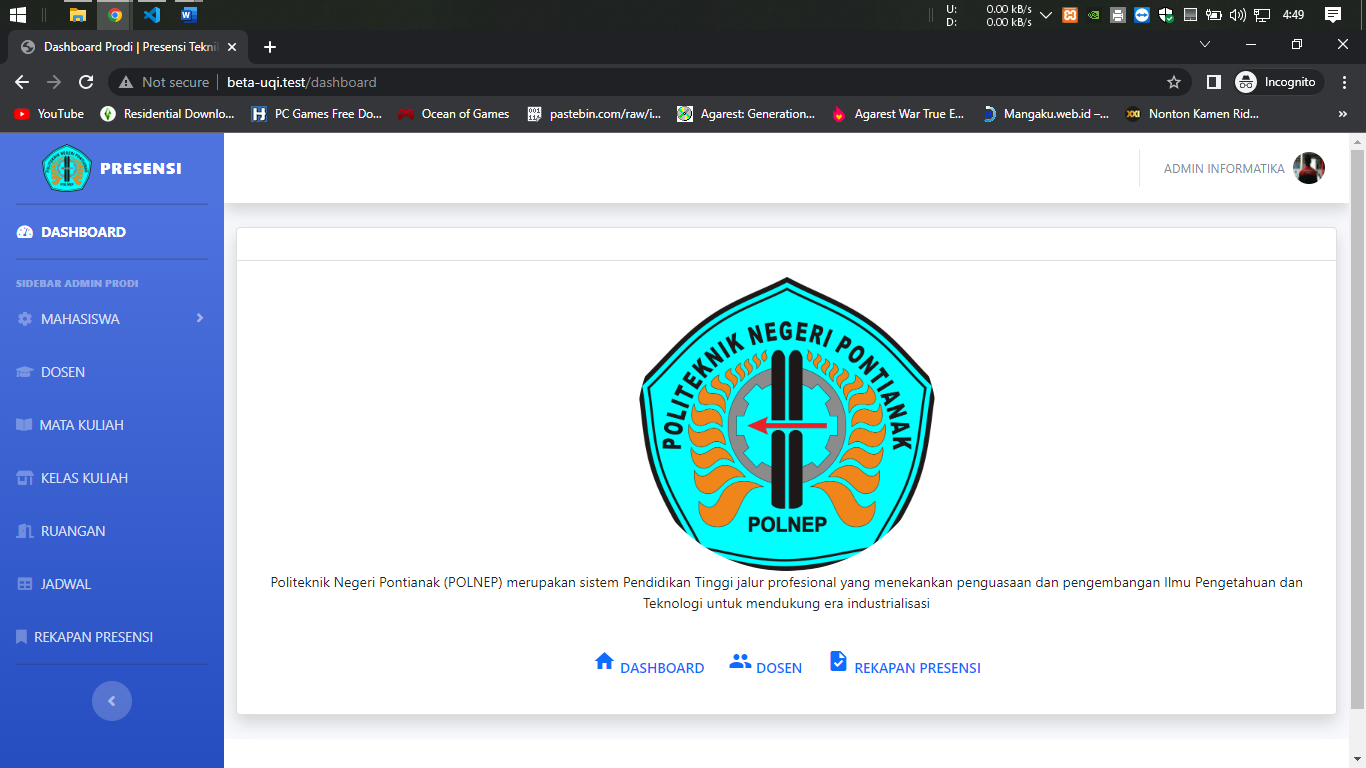 U: 0.00 kB/s
D: 0.00 kB/s
4:49
Dashboard Prodi | Presensi Tekni
Not secure
beta-uqi.test/dashboard
Incognito
YouTube
Residential Downlo...
PC Games Free Do...
Ocean of Games
pastebin.com/raw/i...
Agarest: Generation...
Agarest War True E...
Mangaku.web.id –...
Nonton Kamen Rid...
»
PRESENSI
ADMIN INFORMATIKA
DASHBOARD
SIDEBAR ADMIN PRODI
MAHASISWA
DOSEN
MATA KULIAH
KELAS KULIAH
RUANGAN
JADWAL
REKAPAN PRESENSI
POLITEKNIK NEGERI PONTIANAK
POLNEP
Politeknik Negeri Pontianak (POLNEP) merupakan sistem Pendidikan Tinggi jalur profesional yang menekankan penguasaan dan pengembangan Ilmu Pengetahuan dan
Teknologi untuk mendukung era industrialisasi
DASHBOARD
DOSEN
REKAPAN PRESENSI